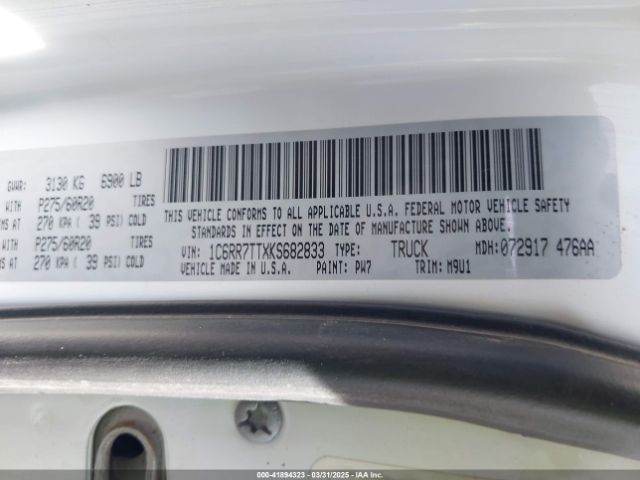 GVWR: 3130 KG 6900 LB
WITH P275/60R20 TIRES
MS 270 KPA ( 39 PSI) COLD
WITH P275/60R20 TIRES
MS AT 270 KPA ( 39 PSI) COLD
THIS VEHICLE CONFORMS TO ALL APPLICABLE U.S.A. FEDERAL MOTOR VEHICLE SAFETY
STANDARDS IN EFFECT ON THE DATE OF MANUFACTURE SHOWN ABOVE.
VIN: 1C6RR7TTXKS682833 TYPE: TRUCK MDH: 072917 476AA
VEHICLE MADE IN U.S.A. PAINT: PW7 TRIM: M9U1
000-41894323 - 03/31/2025 - IAA Inc.